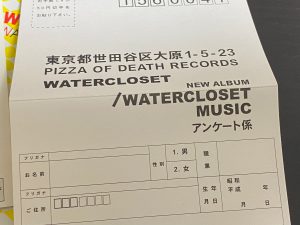 1560041
東京都世田谷区大原1-5-23
PIZZA OF DEATH RECORDS
WATERCLOSET
NEW ALBUM
/WATERCLOSET
MUSIC
アンケート係
フリガナ
お名前
性別
1. 男
2. 女
職業
フリガナ
ご住所
生年月日
昭和
平成 年
月 日